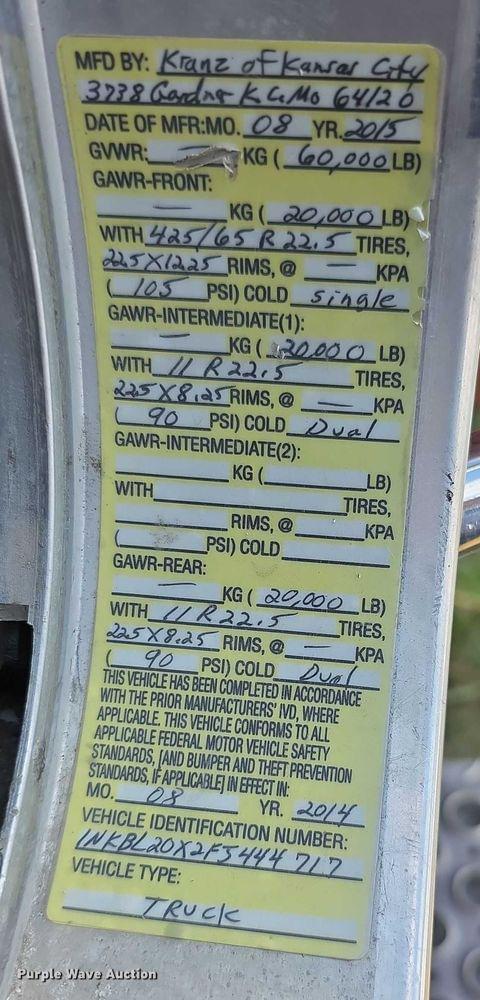 MFD BY: Kranz of Kansas City
3738 Gardner K.C. Mo 64120
DATE OF MFR: MO. 08 YR. 2015
GVWR: — KG ( 60,000 LB)
GAWR-FRONT:
— KG ( 20,000 LB)
WITH 425/65 R 22.5 TIRES,
225X1225 RIMS, @ — KPA
( 105 PSI) COLD single
GAWR-INTERMEDIATE(1):
— KG ( 20,000 LB)
WITH 11 R 22.5 TIRES,
225X8.25 RIMS, @ — KPA
( 90 PSI) COLD Dual
GAWR-INTERMEDIATE(2):
KG ( LB)
WITH TIRES,
RIMS, @ KPA
( PSI) COLD
GAWR-REAR:
— KG ( 20,000 LB)
WITH 11 R 22.5 TIRES,
225X8.25 RIMS, @ — KPA
( 90 PSI) COLD Dual
THIS VEHICLE HAS BEEN COMPLETED IN ACCORDANCE
WITH THE PRIOR MANUFACTURERS' IVD, WHERE
APPLICABLE. THIS VEHICLE CONFORMS TO ALL
APPLICABLE FEDERAL MOTOR VEHICLE SAFETY
STANDARDS, [AND BUMPER AND THEFT PREVENTION
STANDARDS, IF APPLICABLE] IN EFFECT IN:
MO. 08 YR. 2014
VEHICLE IDENTIFICATION NUMBER:
1NKBL20X2FJ444717
VEHICLE TYPE:
TRUCK
Purple Wave Auction